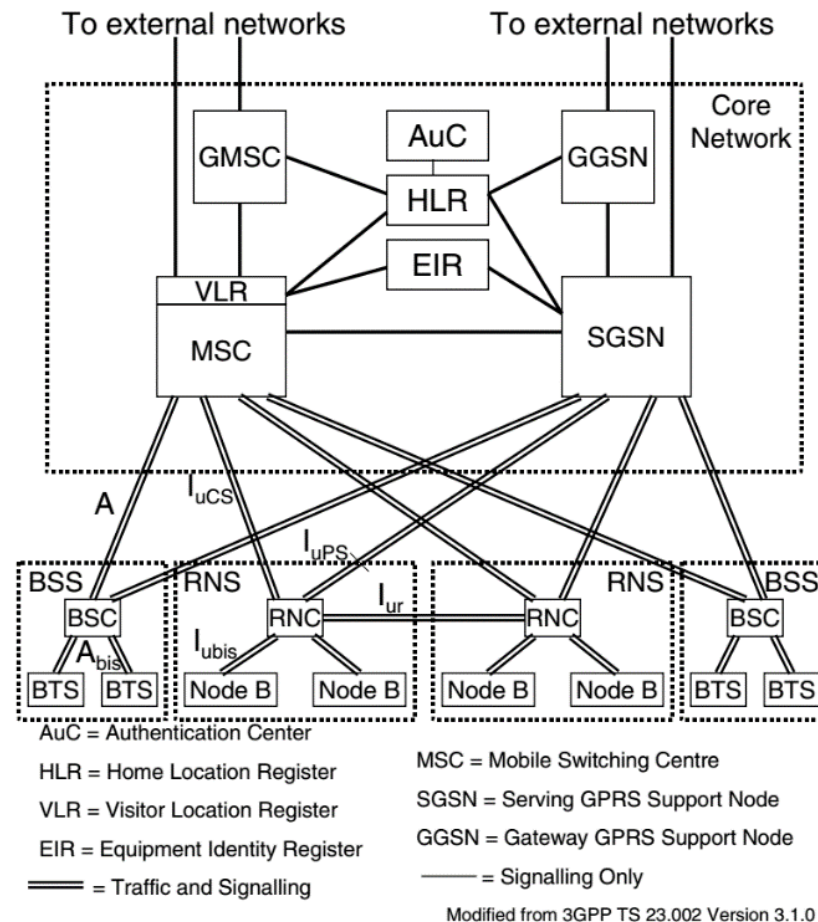 To external networks To external networks
Core
Network
GMSC AuC GGSN
HLR
EIR
VLR
MSC SGSN
A IuCS
IuPS
BSS RNS RNS BSS
BSC RNC Iur RNC BSC
Abis Iubis
BTS BTS Node B Node B Node B Node B BTS BTS
AuC = Authentication Center
HLR = Home Location Register
VLR = Visitor Location Register
EIR = Equipment Identity Register
= Traffic and Signalling
MSC = Mobile Switching Centre
SGSN = Serving GPRS Support Node
GGSN = Gateway GPRS Support Node
= Signalling Only
Modified from 3GPP TS 23.002 Version 3.1.0